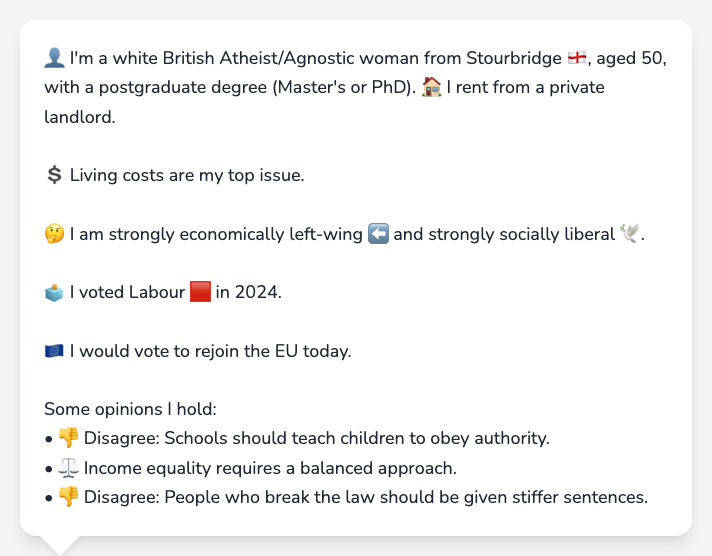 👤 I'm a white British Atheist/Agnostic woman from Stourbridge 🏴󠁧󠁢󠁥󠁮󠁧󠁿, aged 50,
with a postgraduate degree (Master's or PhD). 🏠 I rent from a private
landlord.
💲 Living costs are my top issue.
🤔 I am strongly economically left-wing ⬅️ and strongly socially liberal 🕊️.
🗳️ I voted Labour 🟥 in 2024.
🇪🇺 I would vote to rejoin the EU today.
Some opinions I hold:
• 👎 Disagree: Schools should teach children to obey authority.
• ⚖️ Income equality requires a balanced approach.
• 👎 Disagree: People who break the law should be given stiffer sentences.